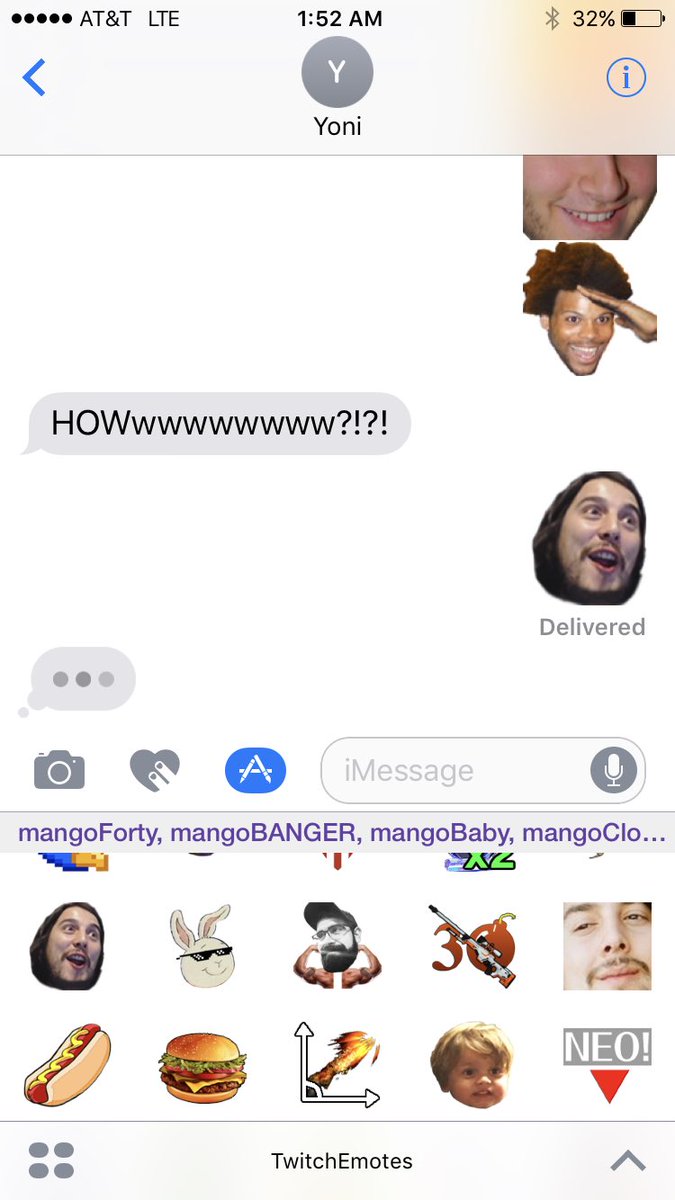 AT&T LTE 1:52 AM 32%
Y
Yoni
HOWwwwwwwww?!?!
Delivered
iMessage
mangoForty, mangoBANGER, mangoBaby, mangoClo...
X2
30
NEO!
TwitchEmotes